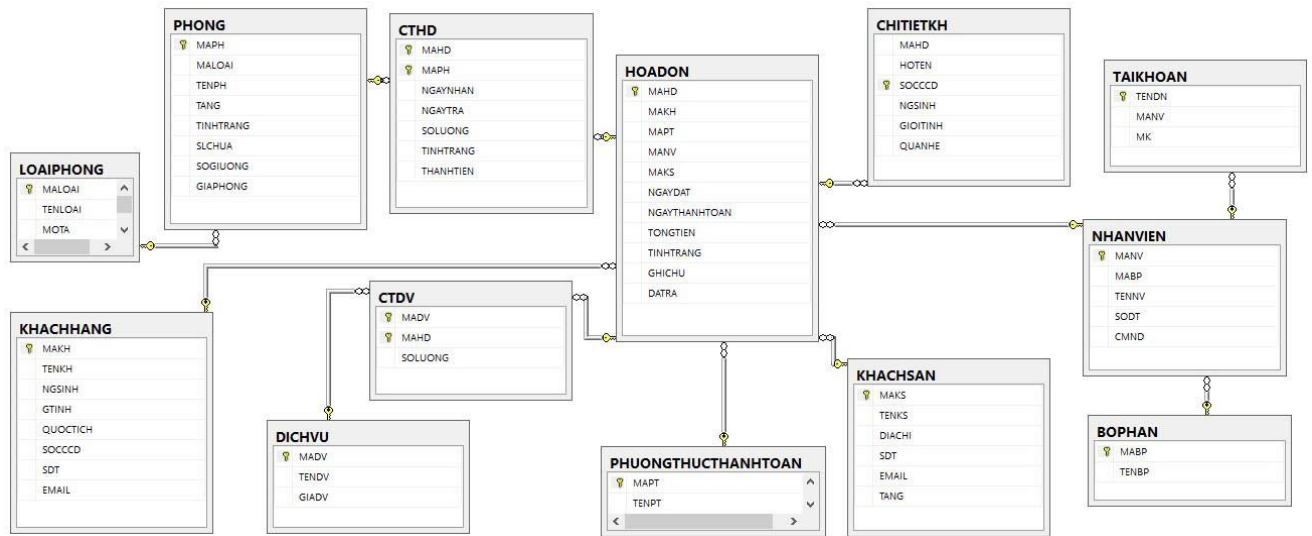 PHONG
MAPH
MALOAI
TENPH
TANG
TINHTRANG
SLCHUA
SOGIUONG
GIAPHONG
CTHD
MAHD
MAPH
NGAYNHAN
NGAYTRA
SOLUONG
TINHTRANG
THANHTIEN
HOADON
MAHD
MAKH
MAPT
MANV
MAKS
NGAYDAT
NGAYTHANHTOAN
TONGTIEN
TINHTRANG
GHICHU
DATRA
CHITIETKH
MAHD
HOTEN
SOCCCD
NGSINH
GIOITINH
QUANHE
TAIKHOAN
TENDN
MANV
MK
LOAIPHONG
MALOAI
TENLOAI
MOTA
NHANVIEN
MANV
MABP
TENNV
SODT
CMND
KHACHHANG
MAKH
TENKH
NGSINH
GTINH
QUOCTICH
SOCCCD
SDT
EMAIL
CTDV
MADV
MAHD
SOLUONG
KHACHSAN
MAKS
TENKS
DIACHI
SDT
EMAIL
TANG
DICHVU
MADV
TENDV
GIADV
PHUONGTHUCTHANHTOAN
MAPT
TENPT
BOPHAN
MABP
TENBP